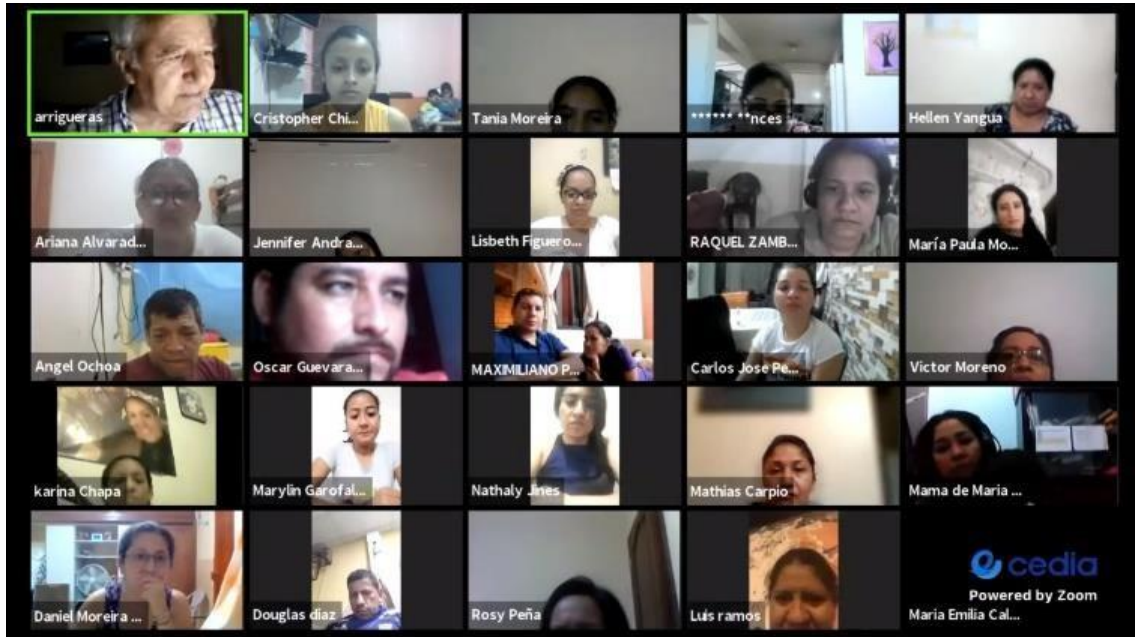 arrigueras
Cristopher Chi...
Tania Moreira
****** **nces
Hellen Yangua
Ariana Alvarad...
Jennifer Andra...
Lisbeth Figuero...
RAQUEL ZAMB...
María Paula Mo...
Angel Ochoa
Oscar Guevara...
MAXIMILIANO P...
Carlos Jose Pe...
Victor Moreno
karina Chapa
Marylin Garofal...
Nathaly Jines
Mathias Carpio
Mama de Maria ...
Daniel Moreira ...
Douglas diaz
Rosy Peña
Luis ramos
cedia
Powered by Zoom
Maria Emilia Cal...